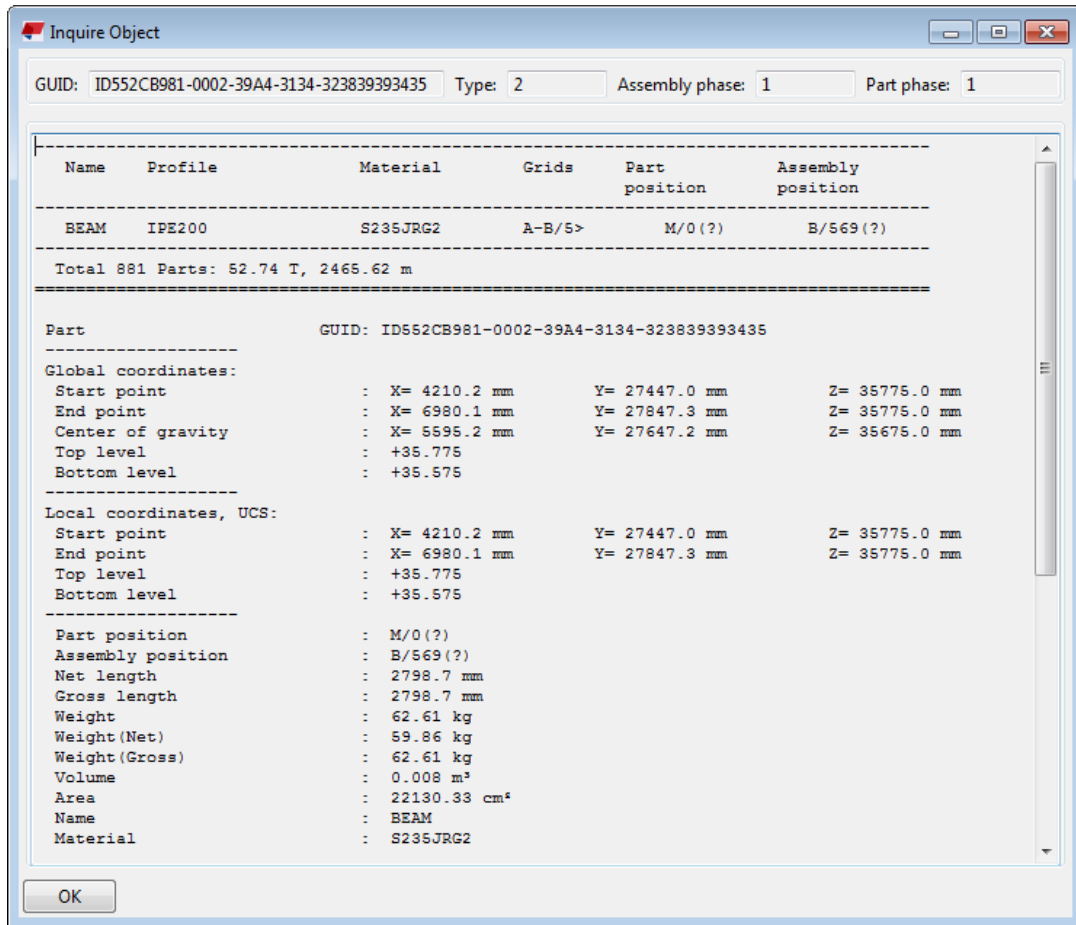 Inquire Object
GUID: ID552CB981-0002-39A4-3134-323839393435 Type: 2 Assembly phase: 1 Part phase: 1
--------------------------------------------------------------------------------
Name Profile Material Grids Part Assembly
position position
--------------------------------------------------------------------------------
BEAM IPE200 S235JRG2 A-B/5> M/0(?) B/569(?)
--------------------------------------------------------------------------------
Total 881 Parts: 52.74 T, 2465.62 m
================================================================================
Part GUID: ID552CB981-0002-39A4-3134-323839393435
-------------------
Global coordinates:
Start point : X= 4210.2 mm Y= 27447.0 mm Z= 35775.0 mm
End point : X= 6980.1 mm Y= 27847.3 mm Z= 35775.0 mm
Center of gravity : X= 5595.2 mm Y= 27647.2 mm Z= 35675.0 mm
Top level : +35.775
Bottom level : +35.575
-------------------
Local coordinates, UCS:
Start point : X= 4210.2 mm Y= 27447.0 mm Z= 35775.0 mm
End point : X= 6980.1 mm Y= 27847.3 mm Z= 35775.0 mm
Top level : +35.775
Bottom level : +35.575
-------------------
Part position : M/0(?)
Assembly position : B/569(?)
Net length : 2798.7 mm
Gross length : 2798.7 mm
Weight : 62.61 kg
Weight(Net) : 59.86 kg
Weight(Gross) : 62.61 kg
Volume : 0.008 m³
Area : 22130.33 cm²
Name : BEAM
Material : S235JRG2
OK